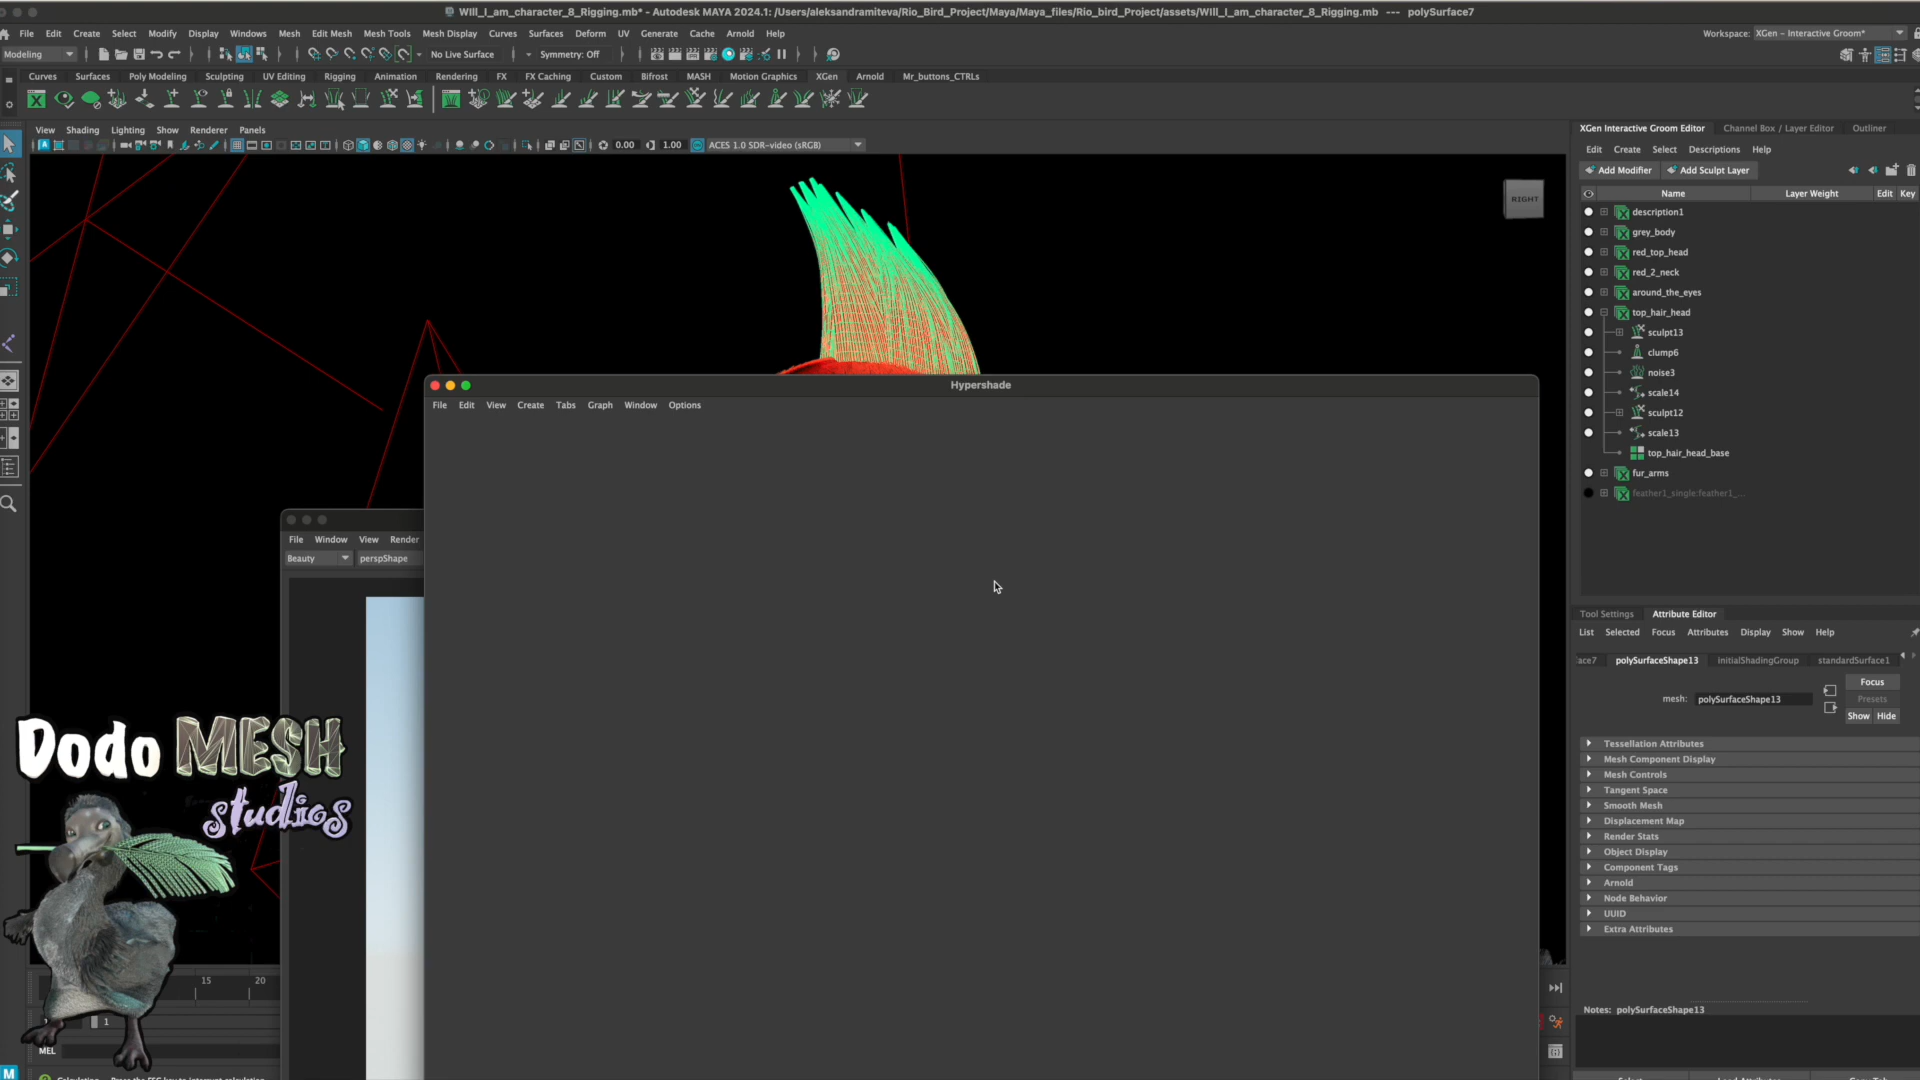 WIll_I_am_character_8_Rigging.mb* - Autodesk MAYA 2024.1: /Users/aleksandramiteva/Rio_Bird_Project/Maya/Maya_files/Rio_bird_Project/assets/WIll_I_am_character_8_Rigging.mb --- polySurface7
File Edit Create Select Modify Display Windows Mesh Edit Mesh Mesh Tools Mesh Display Curves Surfaces Deform UV Generate Cache Arnold Help
Workspace: XGen - Interactive Groom*
Modeling No Live Surface Symmetry: Off
Curves Surfaces Poly Modeling Sculpting UV Editing Rigging Animation Rendering FX FX Caching Custom Bifrost MASH Motion Graphics XGen Arnold Mr_buttons_CTRLs
View Shading Lighting Show Renderer Panels
0.00 1.00 ACES 1.0 SDR-video (sRGB)
RIGHT
XGen Interactive Groom Editor Channel Box / Layer Editor Outliner
Edit Create Select Descriptions Help
Add Modifier Add Sculpt Layer
Name Layer Weight Edit Key
description1
grey_body
red_top_head
red_2_neck
around_the_eyes
top_hair_head
sculpt13
clump6
noise3
scale14
sculpt12
scale13
top_hair_head_base
fur_arms
feather1_single:feather1_...
Hypershade
File Edit View Create Tabs Graph Window Options
File Window View Render
Beauty perspShape
Tool Settings Attribute Editor
List Selected Focus Attributes Display Show Help
ace7 polySurfaceShape13 initialShadingGroup standardSurface1
Focus
mesh: polySurfaceShape13
Presets
Show Hide
Tessellation Attributes
Mesh Component Display
Mesh Controls
Tangent Space
Smooth Mesh
Displacement Map
Render Stats
Object Display
Component Tags
Arnold
Node Behavior
UUID
Extra Attributes
Notes: polySurfaceShape13
Dodo MESH
studios
15 20
1
MEL
M